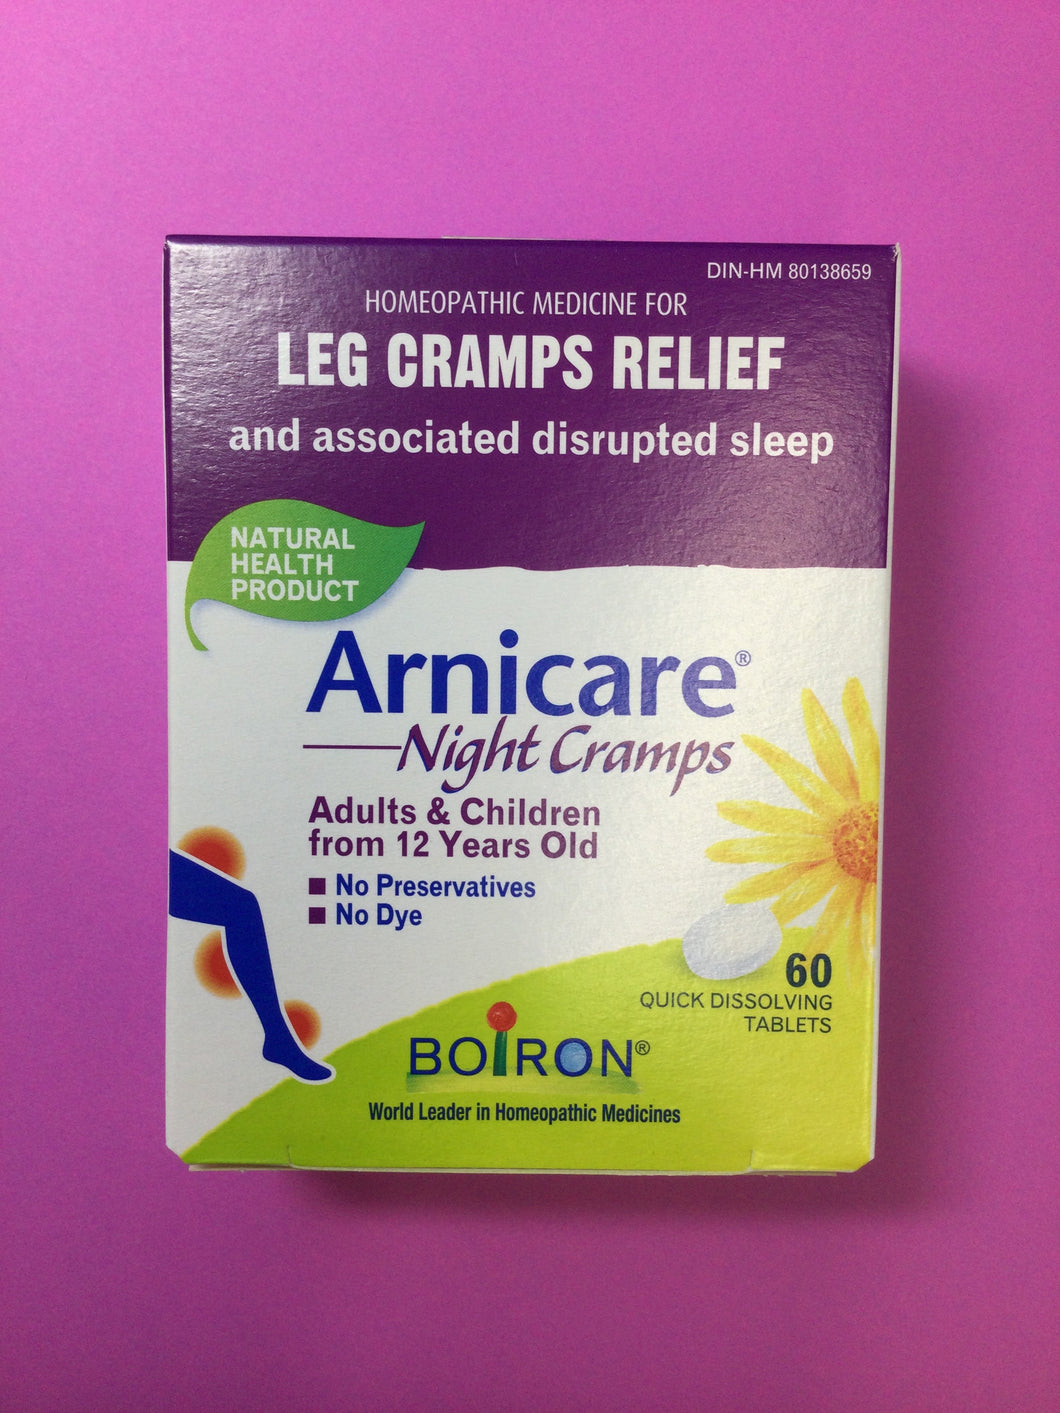 DIN-HM 80138659
HOMEOPATHIC MEDICINE FOR
LEG CRAMPS RELIEF
and associated disrupted sleep
NATURAL
HEALTH
PRODUCT
Arnicare®
Night Cramps
Adults & Children
from 12 Years Old
■ No Preservatives
■ No Dye
60
QUICK DISSOLVING
TABLETS
BOIRON®
World Leader in Homeopathic Medicines